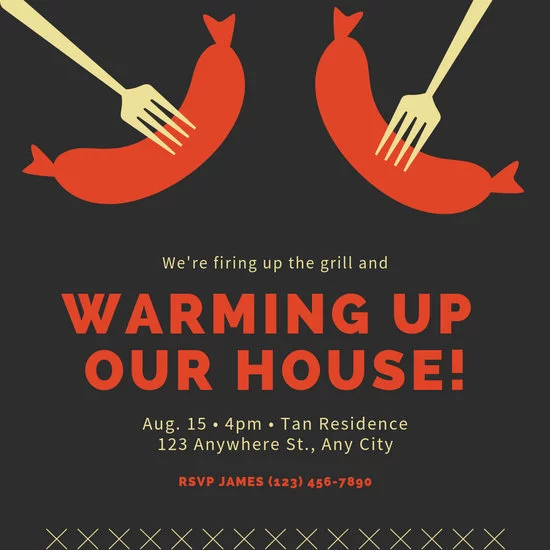 We're firing up the grill and
WARMING UP
OUR HOUSE!
Aug. 15 • 4pm • Tan Residence
123 Anywhere St., Any City
RSVP JAMES (123) 456-7890